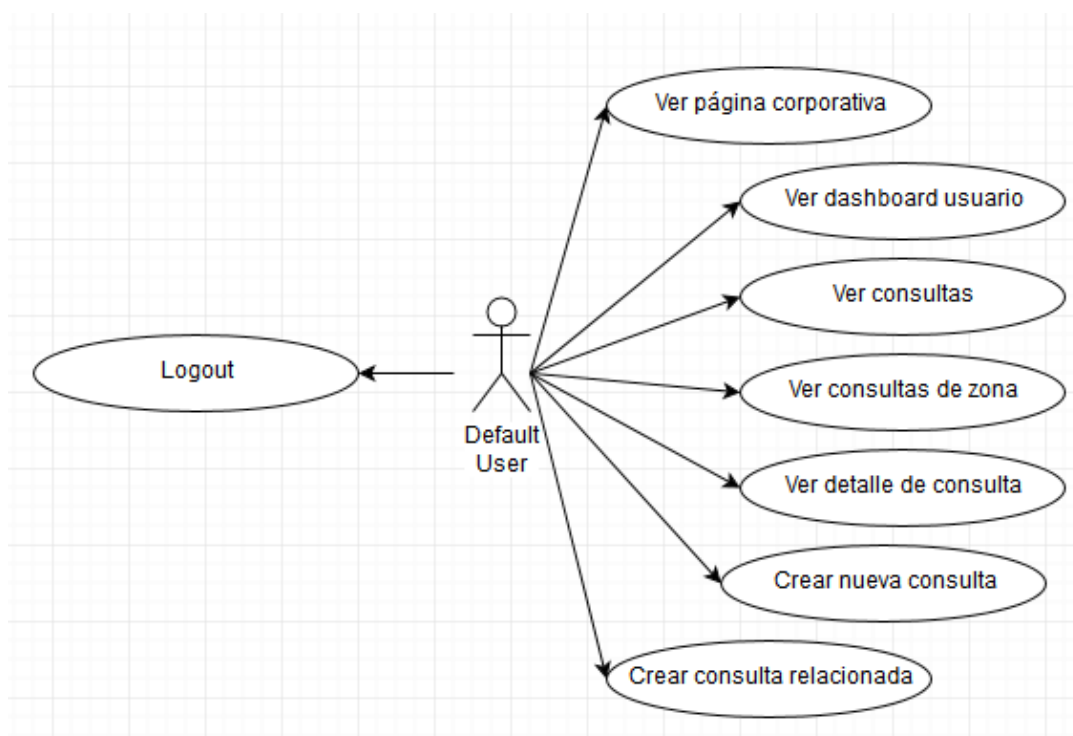 Ver página corporativa
Ver dashboard usuario
Ver consultas
Logout
Ver consultas de zona
Default
User
Ver detalle de consulta
Crear nueva consulta
Crear consulta relacionada